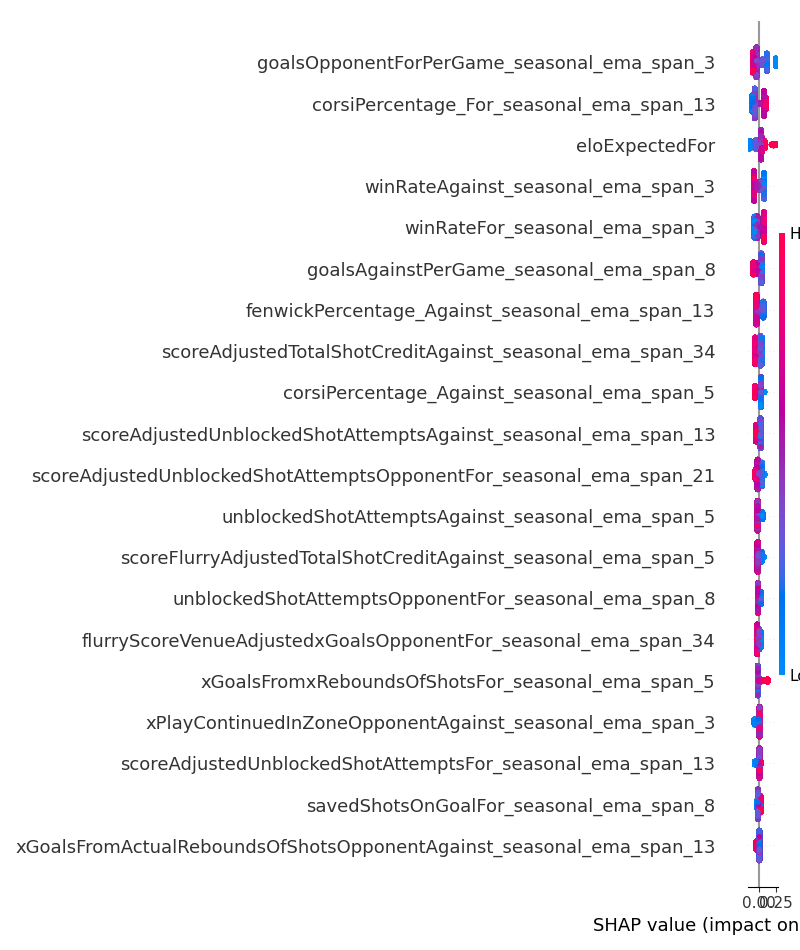 goalsOpponentForPerGame_seasonal_ema_span_3
corsiPercentage_For_seasonal_ema_span_13
eloExpectedFor
winRateAgainst_seasonal_ema_span_3
winRateFor_seasonal_ema_span_3
H
goalsAgainstPerGame_seasonal_ema_span_8
fenwickPercentage_Against_seasonal_ema_span_13
scoreAdjustedTotalShotCreditAgainst_seasonal_ema_span_34
corsiPercentage_Against_seasonal_ema_span_5
scoreAdjustedUnblockedShotAttemptsAgainst_seasonal_ema_span_13
scoreAdjustedUnblockedShotAttemptsOpponentFor_seasonal_ema_span_21
unblockedShotAttemptsAgainst_seasonal_ema_span_5
scoreFlurryAdjustedTotalShotCreditAgainst_seasonal_ema_span_5
unblockedShotAttemptsOpponentFor_seasonal_ema_span_8
flurryScoreVenueAdjustedxGoalsOpponentFor_seasonal_ema_span_34
xGoalsFromxReboundsOfShotsFor_seasonal_ema_span_5
Lo
xPlayContinuedInZoneOpponentAgainst_seasonal_ema_span_3
scoreAdjustedUnblockedShotAttemptsFor_seasonal_ema_span_13
savedShotsOnGoalFor_seasonal_ema_span_8
xGoalsFromActualReboundsOfShotsOpponentAgainst_seasonal_ema_span_13
0.00 0.25
SHAP value (impact on